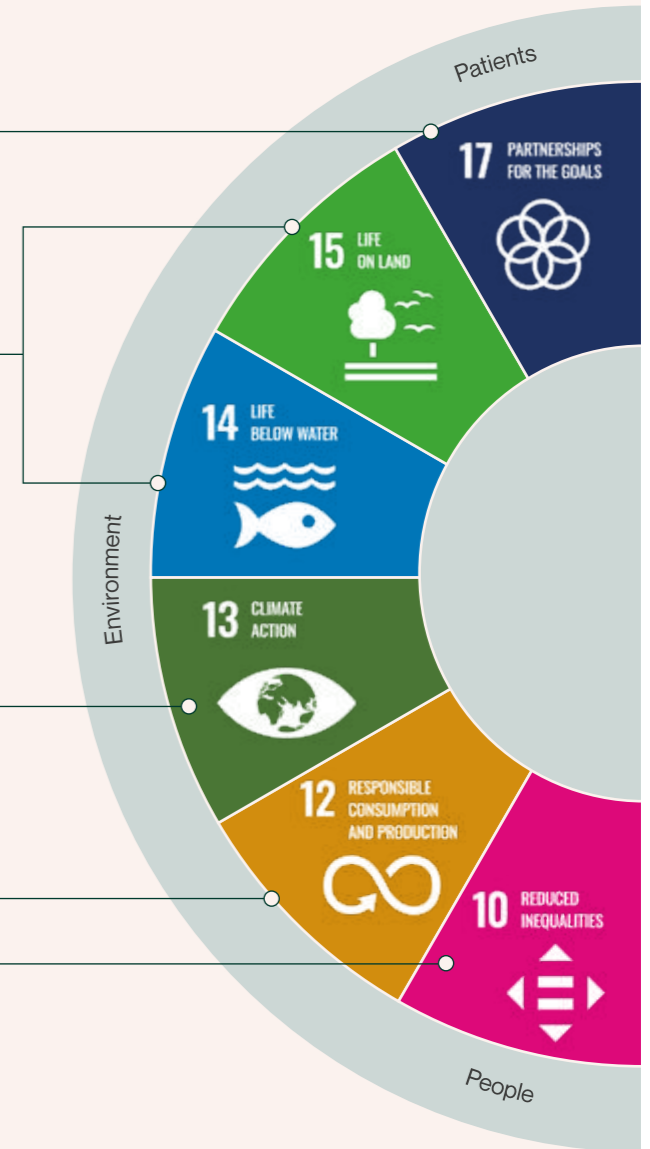 Patients
17 PARTNERSHIPS
FOR THE GOALS
15 LIFE
ON LAND
14 LIFE
BELOW WATER
Environment
13 CLIMATE
ACTION
12 RESPONSIBLE
CONSUMPTION
AND PRODUCTION
10 REDUCED
INEQUALITIES
People